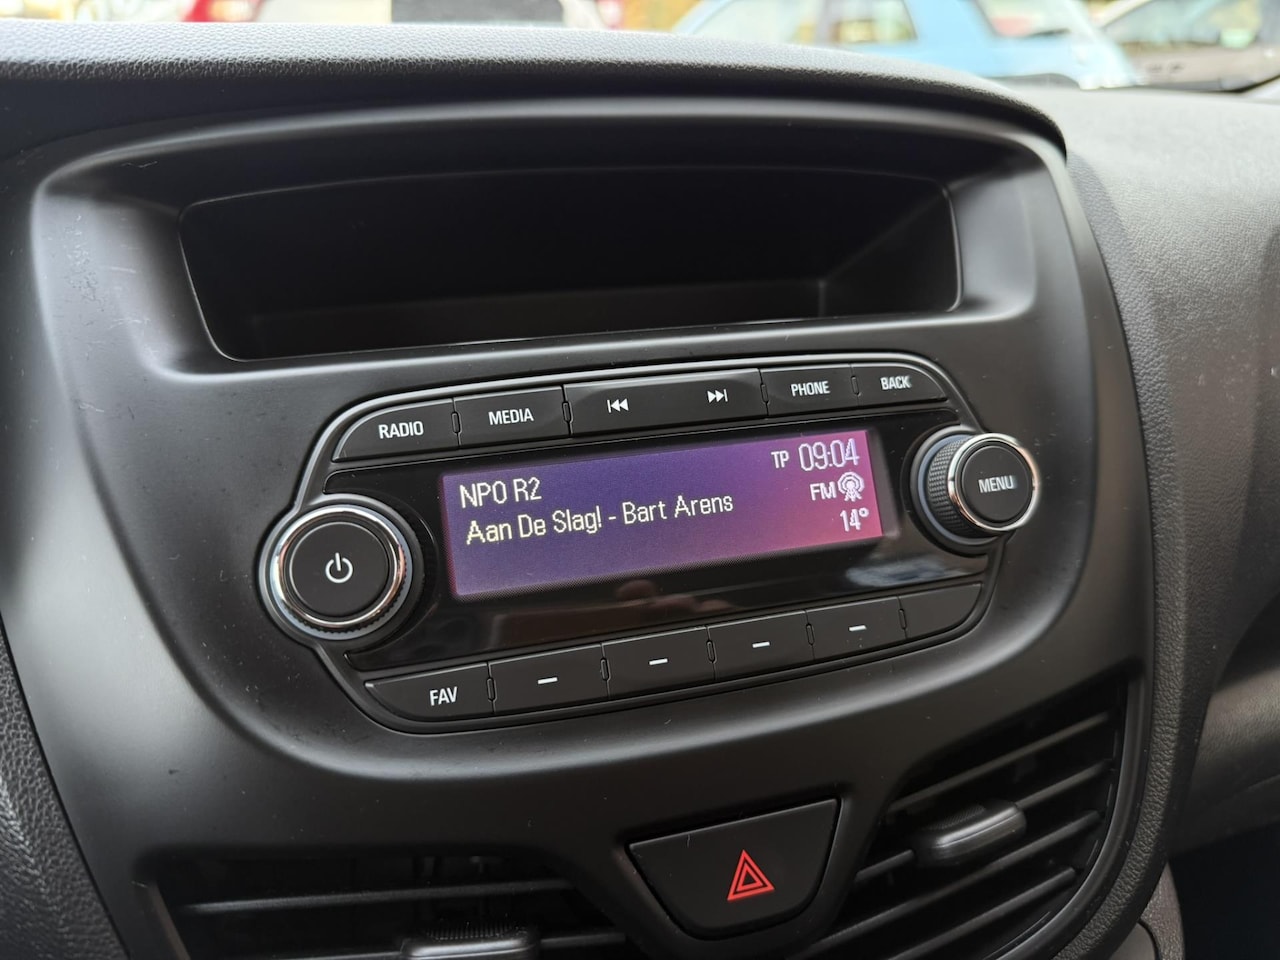 RADIO MEDIA PHONE BACK
TP 09:04
NPO R2
FM
Aan De Slag! - Bart Arens
14°
MENU
FAV